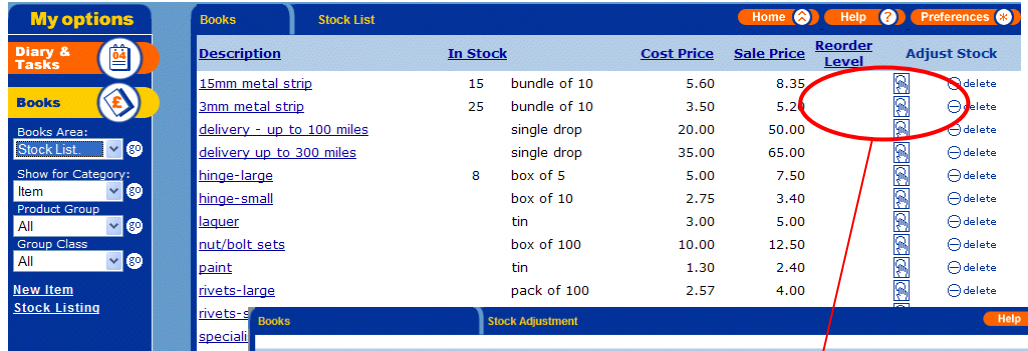 My options
Diary & Tasks
04
Books
£
Books Area:
Stock List..
go
Show for Category:
Item
go
Product Group
All
go
Group Class
All
go
New Item
Stock Listing
Books Stock List Home Help ? Preferences
Description In Stock Cost Price Sale Price Reorder Level Adjust Stock
15mm metal strip 15 bundle of 10 5.60 8.35 delete
3mm metal strip 25 bundle of 10 3.50 5.20 delete
delivery - up to 100 miles single drop 20.00 50.00 delete
delivery up to 300 miles single drop 35.00 65.00 delete
hinge-large 8 box of 5 5.00 7.50 delete
hinge-small box of 10 2.75 3.40 delete
laquer tin 3.00 5.00 delete
nut/bolt sets box of 100 10.00 12.50 delete
paint tin 1.30 2.40 delete
rivets-large pack of 100 2.57 4.00 delete
rivets-s
speciali
Books Stock Adjustment Help